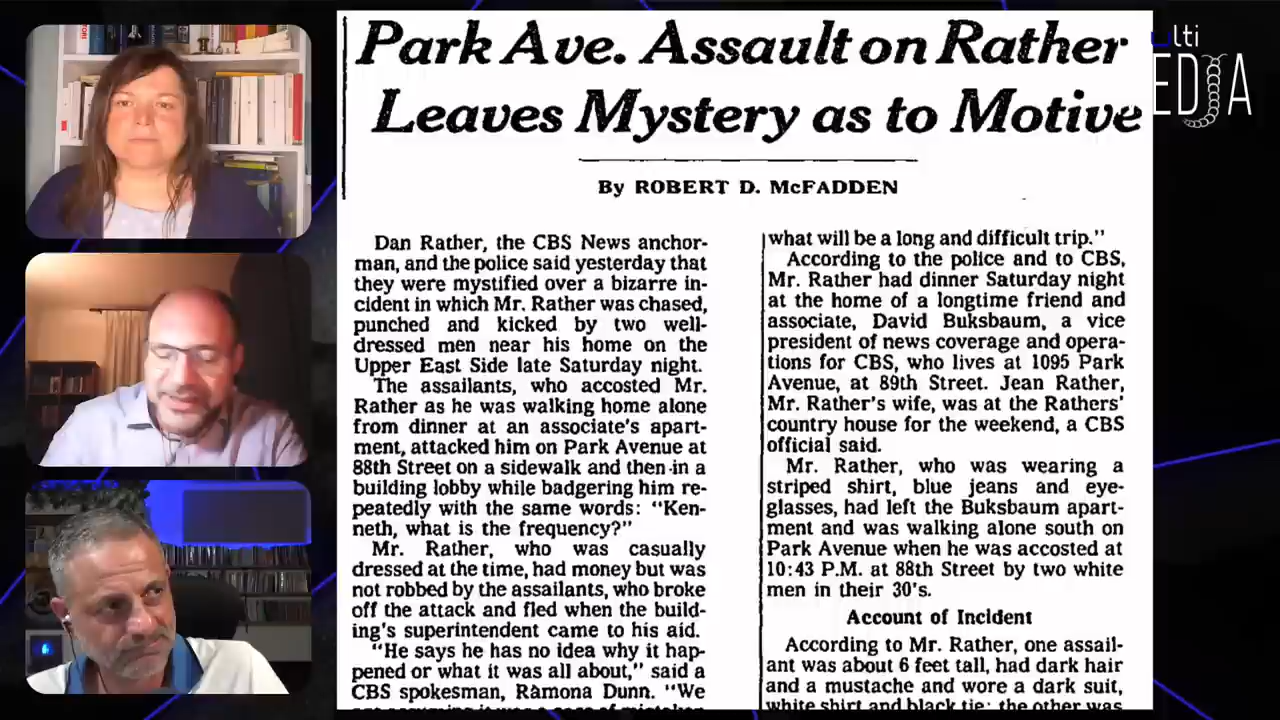 Park Ave. Assault on Rather
Leaves Mystery as to Motive
By ROBERT D. McFADDEN
Dan Rather, the CBS News anchor-
man, and the police said yesterday that
they were mystified over a bizarre in-
cident in which Mr. Rather was chased,
punched and kicked by two well-
dressed men near his home on the
Upper East Side late Saturday night.
The assailants, who accosted Mr.
Rather as he was walking home alone
from dinner at an associate's apart-
ment, attacked him on Park Avenue at
88th Street on a sidewalk and then in a
building lobby while badgering him re-
peatedly with the same words: "Ken-
neth, what is the frequency?"
Mr. Rather, who was casually
dressed at the time, had money but was
not robbed by the assailants, who broke
off the attack and fled when the build-
ing's superintendent came to his aid.
"He says he has no idea why it hap-
pened or what it was all about," said a
CBS spokesman, Ramona Dunn. "We
what will be a long and difficult trip."
According to the police and to CBS,
Mr. Rather had dinner Saturday night
at the home of a longtime friend and
associate, David Buksbaum, a vice
president of news coverage and opera-
tions for CBS, who lives at 1095 Park
Avenue, at 89th Street. Jean Rather,
Mr. Rather's wife, was at the Rathers'
country house for the weekend, a CBS
official said.
Mr. Rather, who was wearing a
striped shirt, blue jeans and eye-
glasses, had left the Buksbaum apart-
ment and was walking alone south on
Park Avenue when he was accosted at
10:43 P.M. at 88th Street by two white
men in their 30's.
Account of Incident
According to Mr. Rather, one assail-
ant was about 6 feet tall, had dark hair
and a mustache and wore a dark suit,
white shirt and black tie; the other was
ulti
EDJA